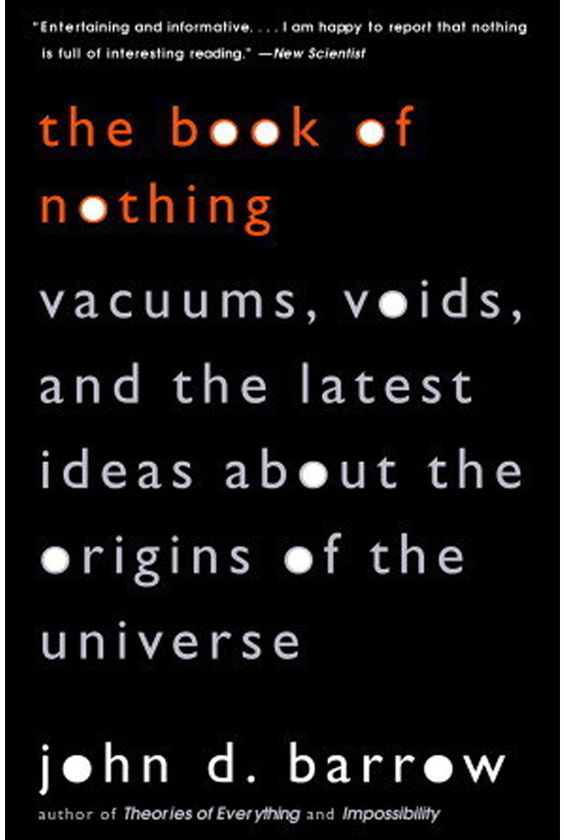 "Entertaining and informative. . . . I am happy to report that nothing
is full of interesting reading." —New Scientist
the book of
nothing
vacuums, voids,
and the latest
ideas about the
origins of the
universe
john d. barrow
author of Theories of Everything and Impossibility